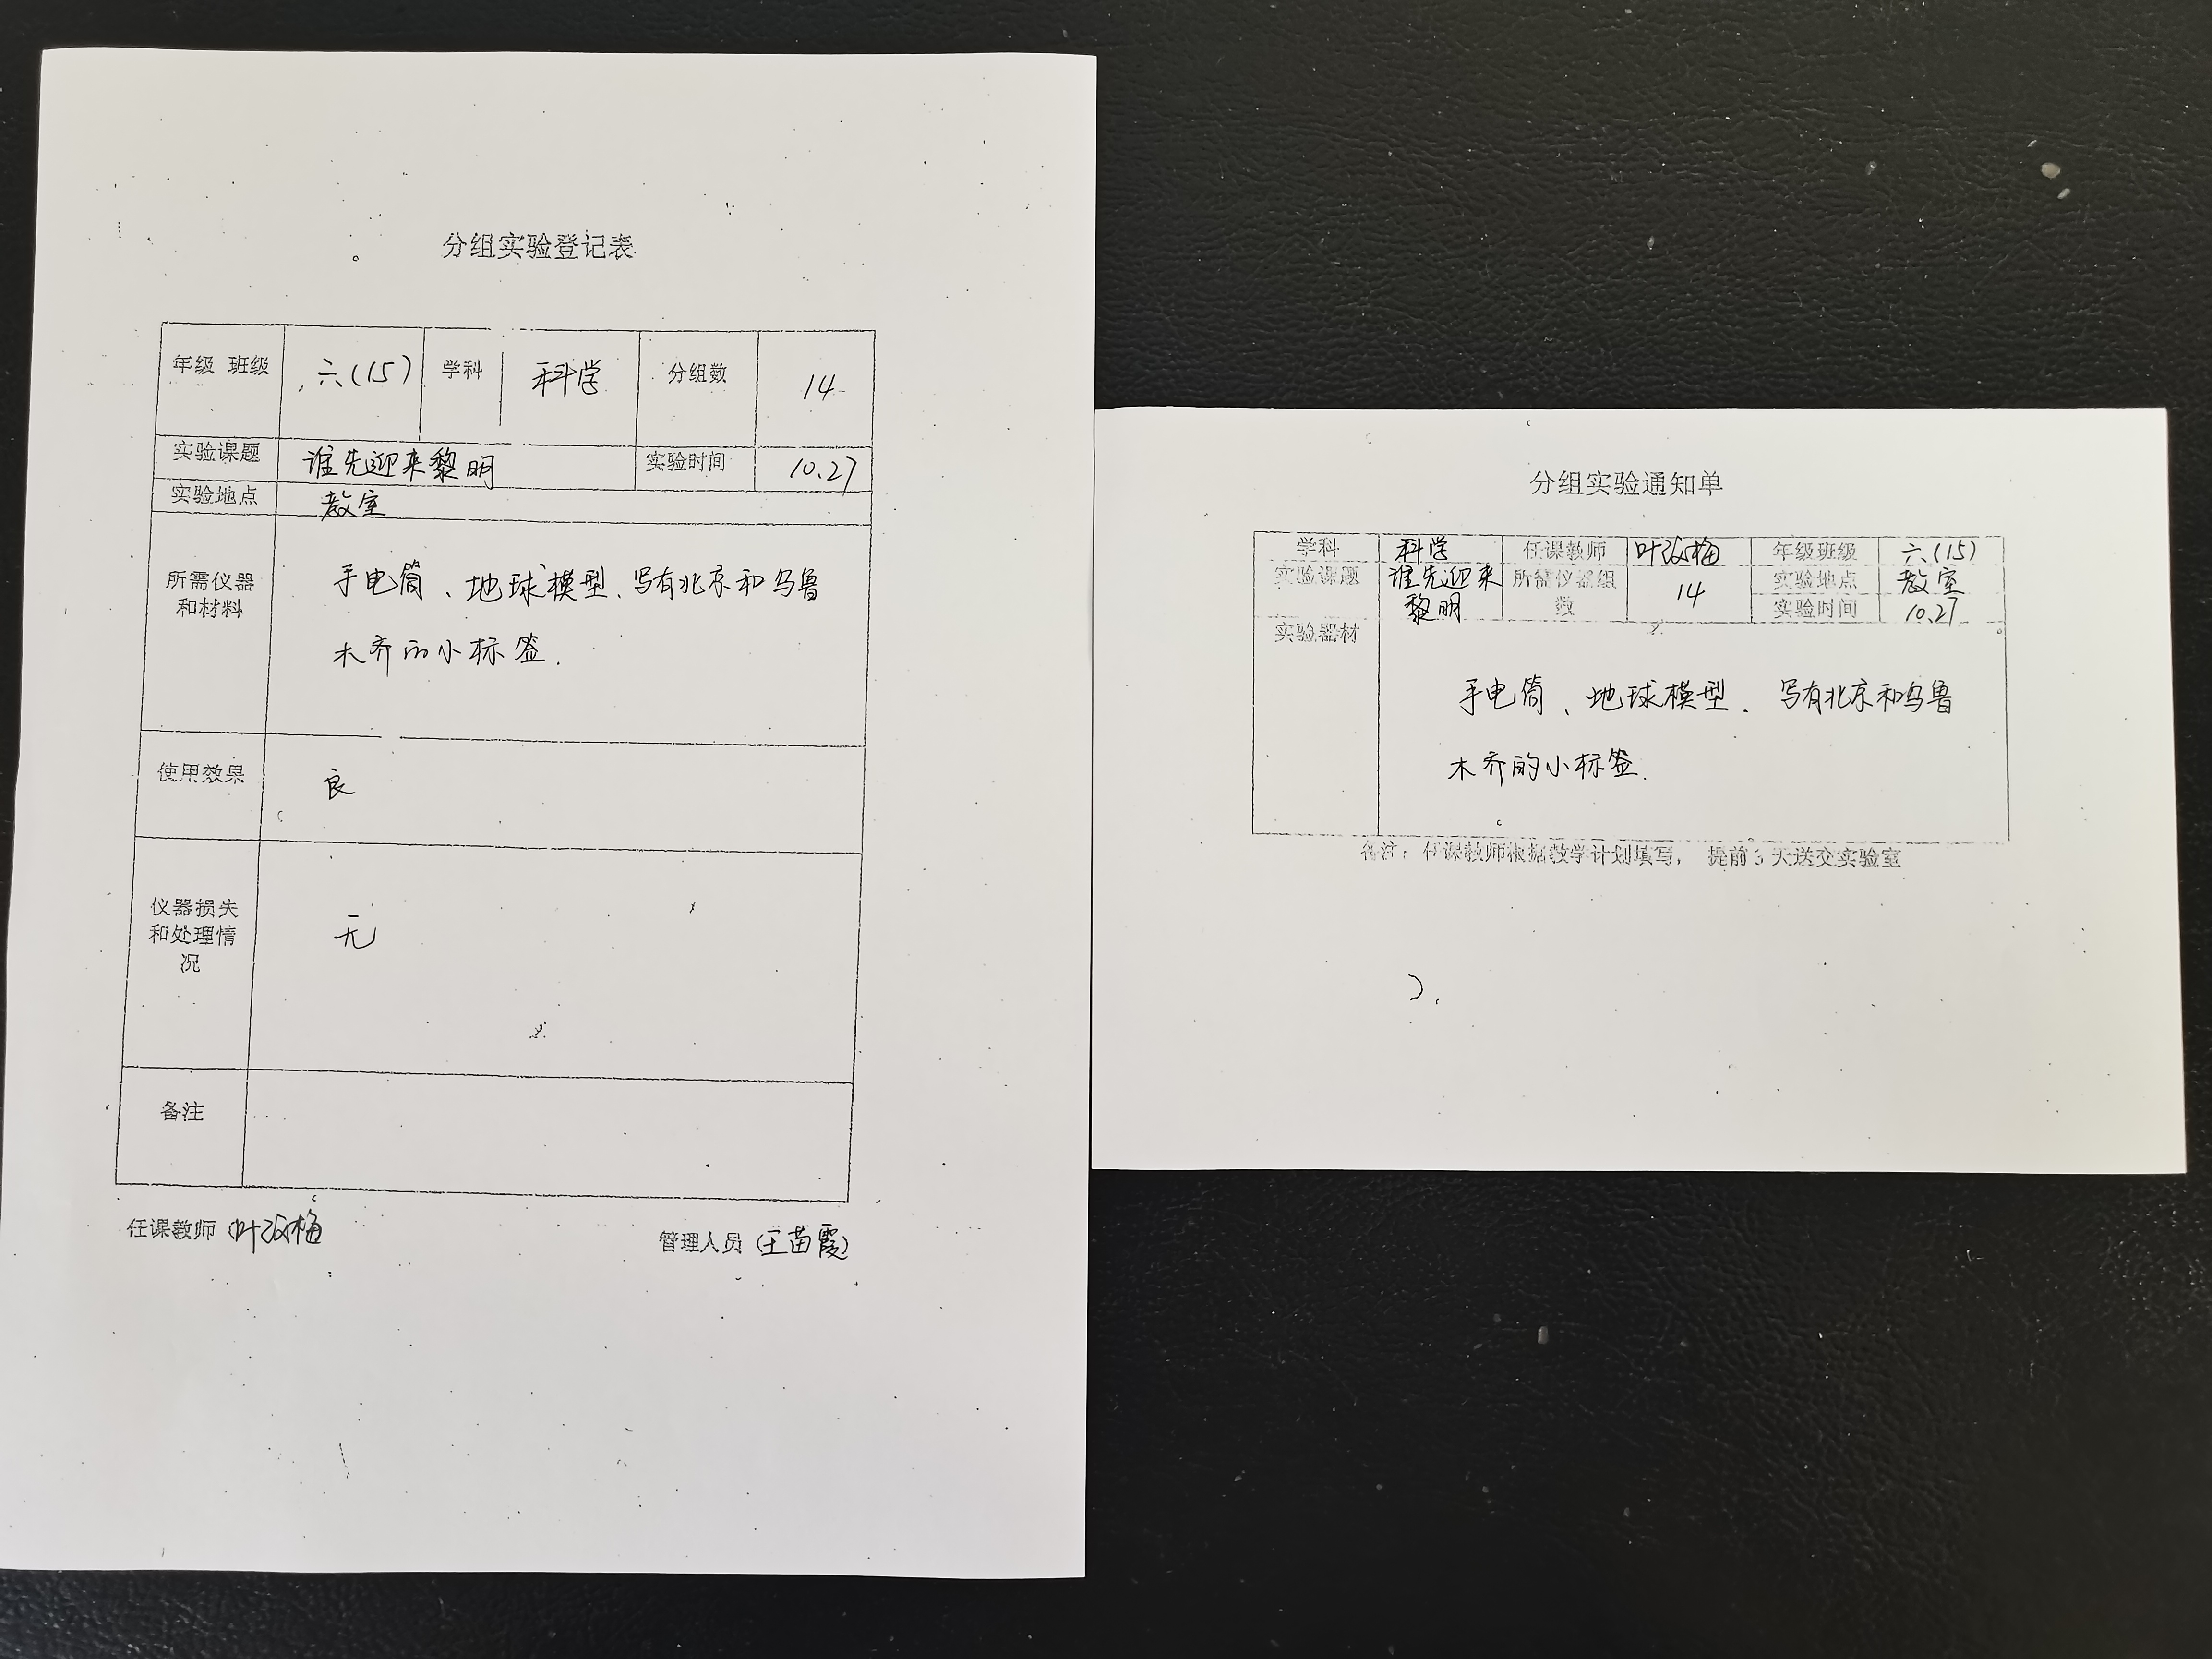 分组实验登记表
年级 班级 六(15) 学科 科学 分组数 14
实验课题 谁先迎来黎明 实验时间 10.27
实验地点 教室
所需仪器
和材料
手电筒、地球模型、写有北京和乌鲁
木齐的小标签.
使用效果 良
仪器损失
和处理情
况
无
备注
任课教师 叶改梅 管理人员 (王苗霞)
分组实验通知单
学科 科学 任课教师 叶改梅 年级班级 六(15)
实验课题 谁先迎来 所需仪器组 实验地点 教室
黎明 数 14 实验时间 10.27
实验器材
手电筒、地球模型、写有北京和乌鲁
木齐的小标签.
备注：任课教师根据教学计划填写， 提前3天送交实验室